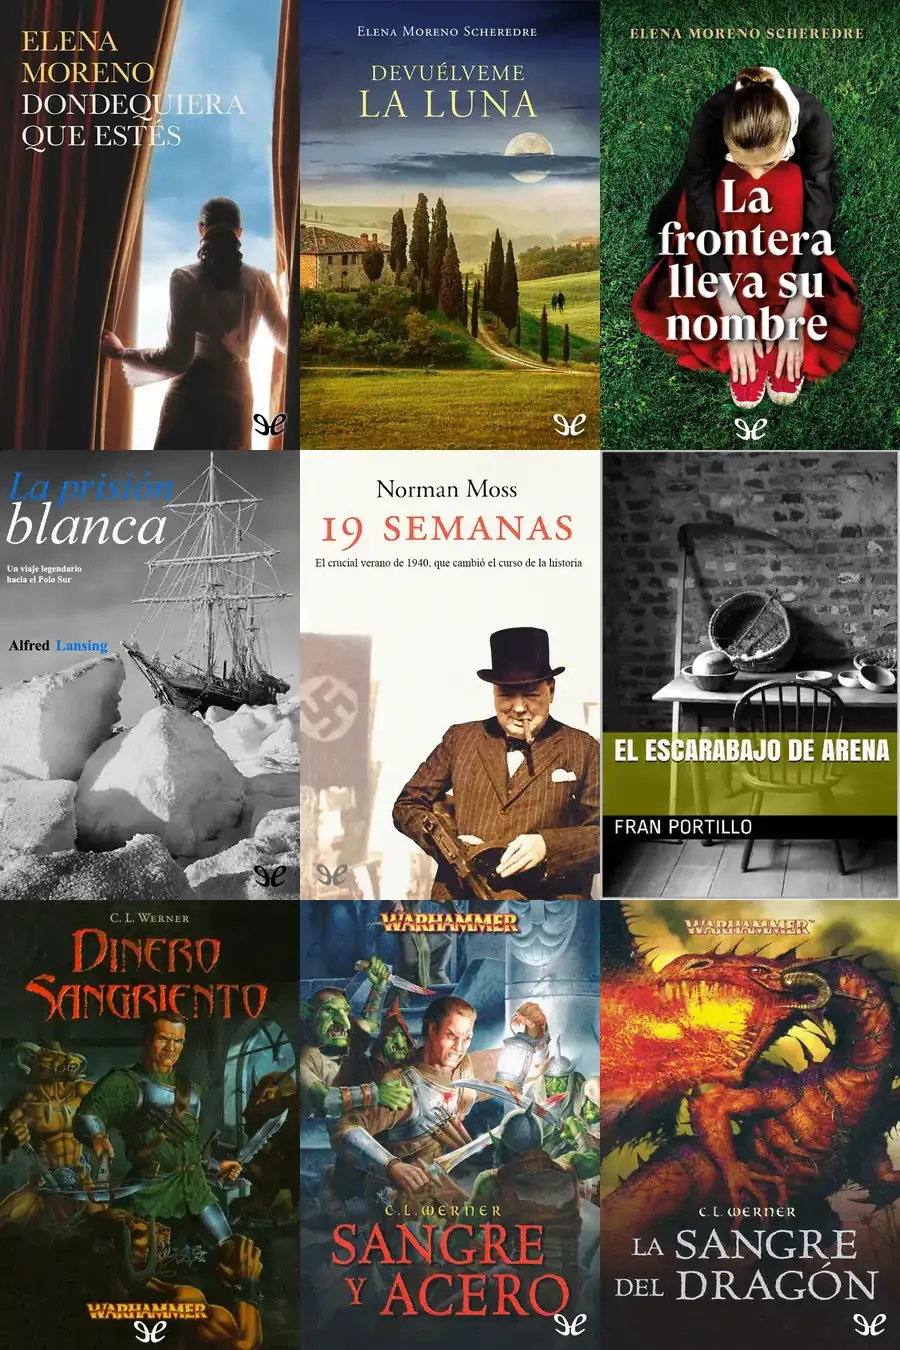 ELENA
MORENO
DONDEQUIERA
QUE ESTÉS
ELENA MORENO SCHEREDRE
DEVUÉLVEME
LA LUNA
ELENA MORENO SCHEREDRE
La
frontera
lleva su
nombre
La prisión
blanca
Un viaje legendario
hacia el Polo Sur
Alfred Lansing
Norman Moss
19 SEMANAS
El crucial verano de 1940, que cambió el curso de la historia
EL ESCARABAJO DE ARENA
FRAN PORTILLO
C. L. WERNER
DINERO
SANGRIENTO
WARHAMMER
WARHAMMER
C.L.WERNER
SANGRE
Y ACERO
WARHAMMER™
C.L.WERNER
LA SANGRE
DEL DRAGÓN